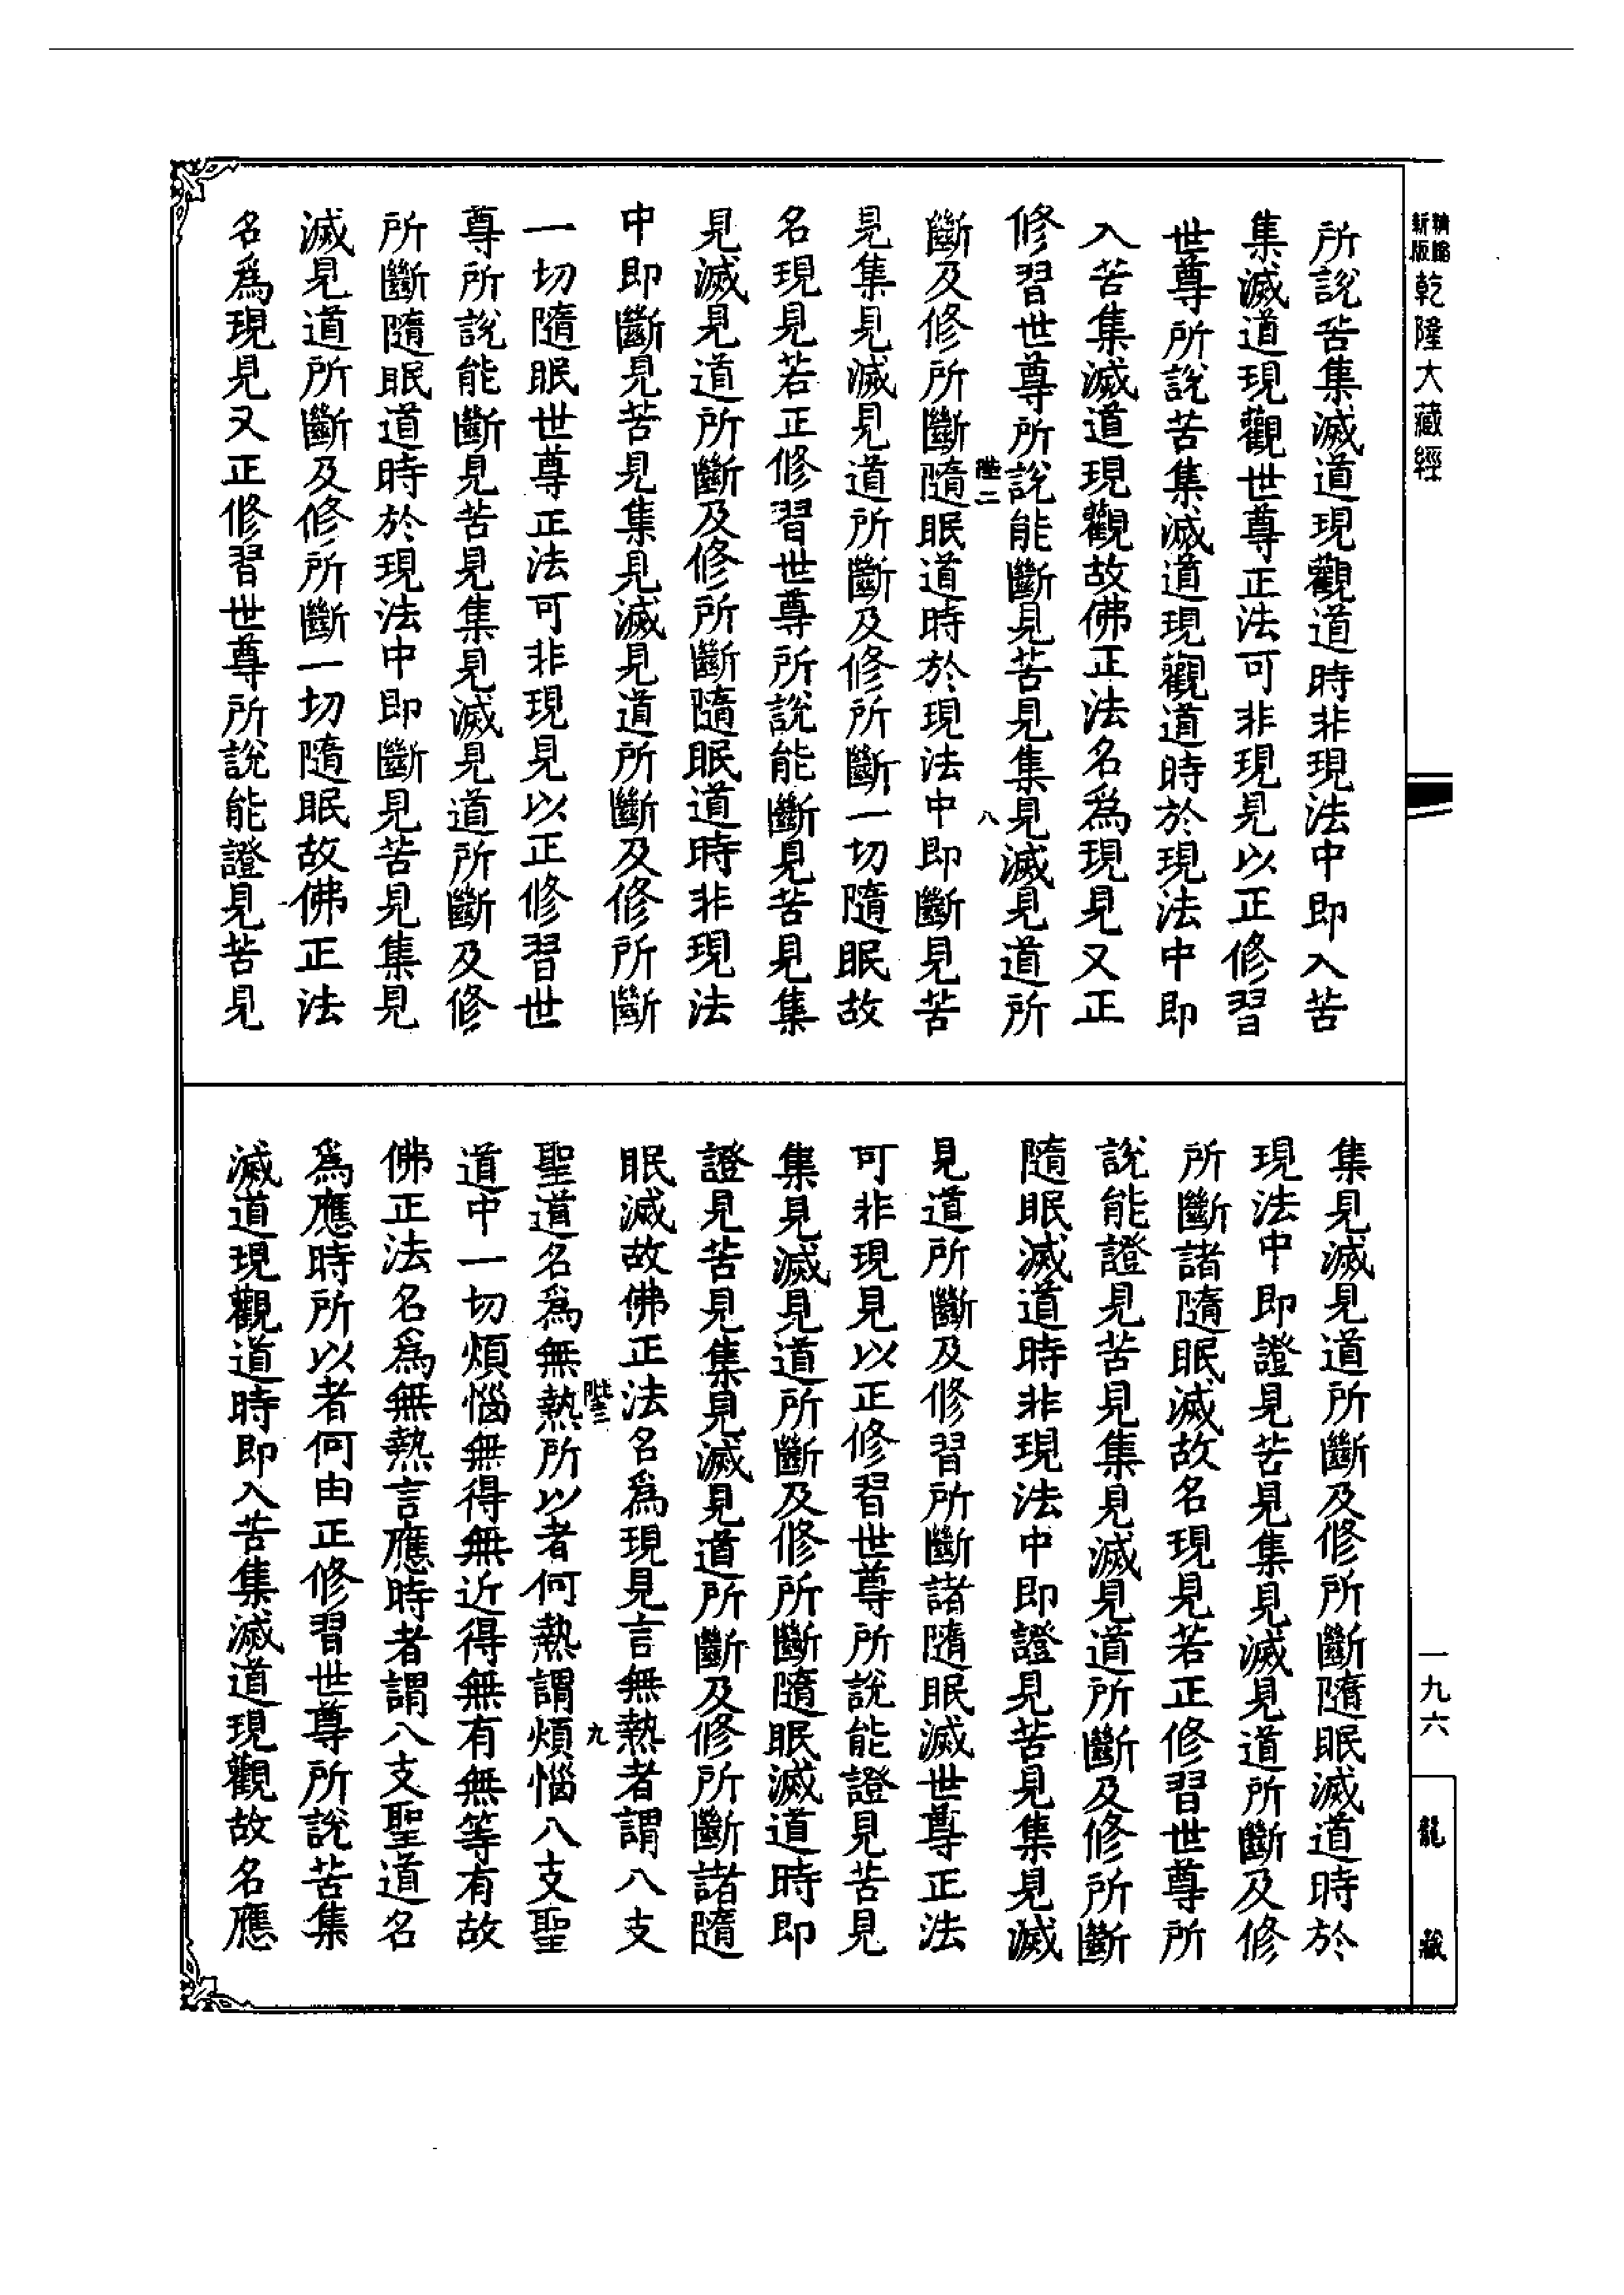 精縮新版乾隆大藏經
所說苦集滅道現觀道時非現法中即入苦
集滅道現觀世尊正法可非現見以正修習
世尊所說苦集滅道現觀道時於現法中即
入苦集滅道現觀故佛正法名為現見又正
修習世尊所說能斷見苦見集見滅見道所
陛二
八
斷及修所斷隨眠道時於現法中即斷見苦
見集見滅見道所斷及修所斷一切隨眠故
名現見若正修習世尊所說能斷見苦見集
見滅見道所斷及修所斷隨眠道時非現法
中即斷見苦見集見滅見道所斷及修所斷
一切隨眠世尊正法可非現見以正修習世
尊所說能斷見苦見集見滅見道所斷及修
所斷隨眠道時於現法中即斷見苦見集見
滅見道所斷及修所斷一切隨眠故佛正法
名為現見又正修習世尊所說能證見苦見
集見滅見道所斷及修所斷隨眠滅道時於
現法中即證見苦見集見滅見道所斷及修
所斷諸隨眠滅故名現見若正修習世尊所
說能證見苦見集見滅見道所斷及修所斷
隨眠滅道時非現法中即證見苦見集見滅
見道所斷及修習所斷諸隨眠滅世尊正法
可非現見以正修習世尊所說能證見苦見
集見滅見道所斷及修所斷隨眠滅道時即
證見苦見集見滅見道所斷及修所斷諸隨
眠滅故佛正法名為現見言無熱者謂八支
陛二
九
聖道名為無熱所以者何熱謂煩惱八支聖
道中一切煩惱無得無近得無有無等有故
佛正法名為無熱言應時者謂八支聖道名
為應時所以者何由正修習世尊所說苦集
滅道現觀道時即入苦集滅道現觀故名應
一九六
龍藏